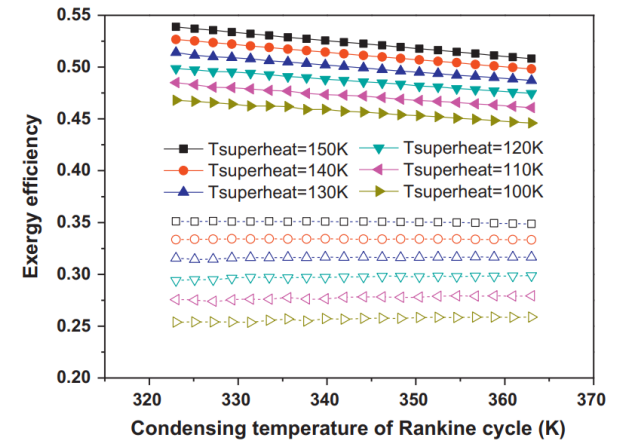 0.55
0.50
0.45
0.40
0.35
0.30
0.25
0.20
Exergy efficiency
Tsuperheat=150K
Tsuperheat=120K
Tsuperheat=140K
Tsuperheat=110K
Tsuperheat=130K
Tsuperheat=100K
320 330 340 350 360 370
Condensing temperature of Rankine cycle (K)